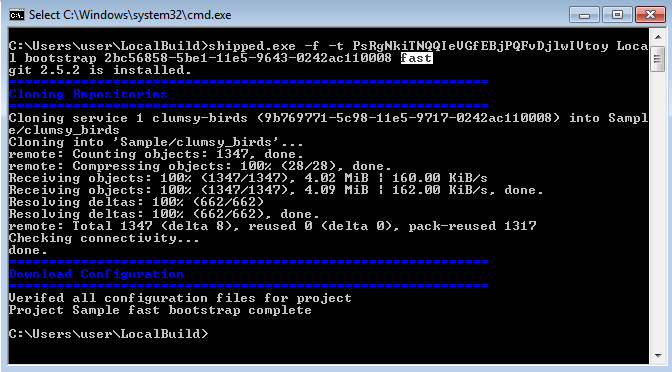 Select C:\Windows\system32\cmd.exe
C:\Users\user\LocalBuild>shipped.exe -f -t PsRgNkiTNQQIeVGfEBjPQFvDjlwIVtoy Loca
l bootstrap 2bc56858-5be1-11e5-9643-0242ac110008 fast
git 2.5.2 is installed.
============================================================
Cloning Repositories
============================================================
Cloning service 1 clumsy-birds (9b769771-5c98-11e5-9717-0242ac110008) into Sampl
e/clumsy_birds
Cloning into 'Sample/clumsy_birds'...
remote: Counting objects: 1347, done.
remote: Compressing objects: 100% (28/28), done.
Receiving objects: 100% (1347/1347), 4.02 MiB ¦ 160.00 KiB/s
Receiving objects: 100% (1347/1347), 4.09 MiB ¦ 162.00 KiB/s, done.
Resolving deltas: 100% (662/662)
Resolving deltas: 100% (662/662), done.
remote: Total 1347 (delta 8), reused 0 (delta 0), pack-reused 1317
Checking connectivity...
done.
============================================================
Download Configuration
============================================================
Verifed all configuration files for project
Project Sample fast bootstrap complete
C:\Users\user\LocalBuild>